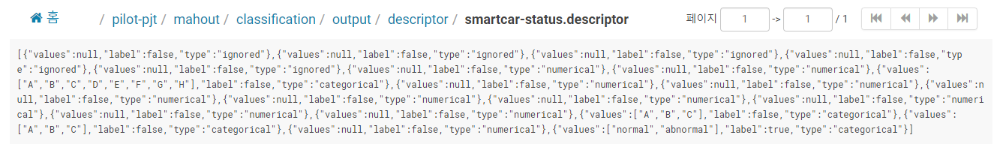 홈 / pilot-pjt / mahout / classification / output / descriptor / smartcar-status.descriptor 페이지 1 -> 1 / 1
[{"values":null,"label":false,"type":"ignored"},{"values":null,"label":false,"type":"ignored"},{"values":null,"label":false,"type":"ignored"},{"values":null,"label":false,"typ
e":"ignored"},{"values":null,"label":false,"type":"ignored"},{"values":null,"label":false,"type":"numerical"},{"values":null,"label":false,"type":"numerical"},{"values":
["A","B","C","D","E","F","G","H"],"label":false,"type":"categorical"},{"values":null,"label":false,"type":"numerical"},{"values":null,"label":false,"type":"numerical"},{"values":n
ull,"label":false,"type":"numerical"},{"values":null,"label":false,"type":"numerical"},{"values":null,"label":false,"type":"numerical"},{"values":null,"label":false,"type":"numeri
cal"},{"values":null,"label":false,"type":"numerical"},{"values":null,"label":false,"type":"numerical"},{"values":["A","B","C"],"label":false,"type":"categorical"},{"values":
["A","B","C"],"label":false,"type":"categorical"},{"values":null,"label":false,"type":"numerical"},{"values":["normal","abnormal"],"label":true,"type":"categorical"}]